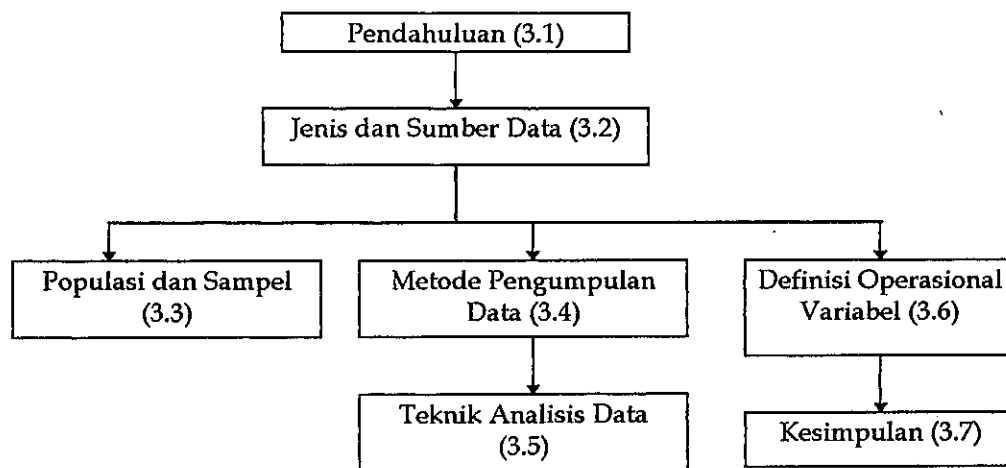 Pendahuluan (3.1)
Jenis dan Sumber Data (3.2)
Populasi dan Sampel
(3.3)
Metode Pengumpulan
Data (3.4)
Definisi Operasional
Variabel (3.6)
Teknik Analisis Data
(3.5)
Kesimpulan (3.7)